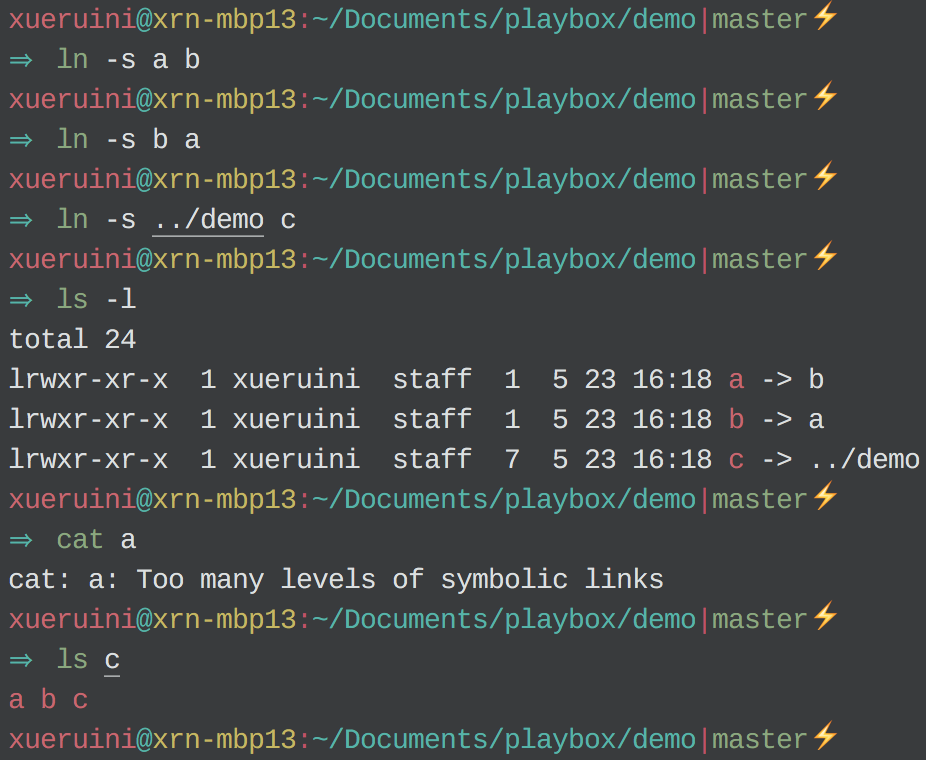 xueruini@xrn-mbp13:~/Documents/playbox/demo|master⚡
⇒ ln -s a b
xueruini@xrn-mbp13:~/Documents/playbox/demo|master⚡
⇒ ln -s b a
xueruini@xrn-mbp13:~/Documents/playbox/demo|master⚡
⇒ ln -s ../demo c
xueruini@xrn-mbp13:~/Documents/playbox/demo|master⚡
⇒ ls -l
total 24
lrwxr-xr-x  1 xueruini  staff  1  5 23 16:18 a -> b
lrwxr-xr-x  1 xueruini  staff  1  5 23 16:18 b -> a
lrwxr-xr-x  1 xueruini  staff  7  5 23 16:18 c -> ../demo
xueruini@xrn-mbp13:~/Documents/playbox/demo|master⚡
⇒ cat a
cat: a: Too many levels of symbolic links
xueruini@xrn-mbp13:~/Documents/playbox/demo|master⚡
⇒ ls c
a b c
xueruini@xrn-mbp13:~/Documents/playbox/demo|master⚡